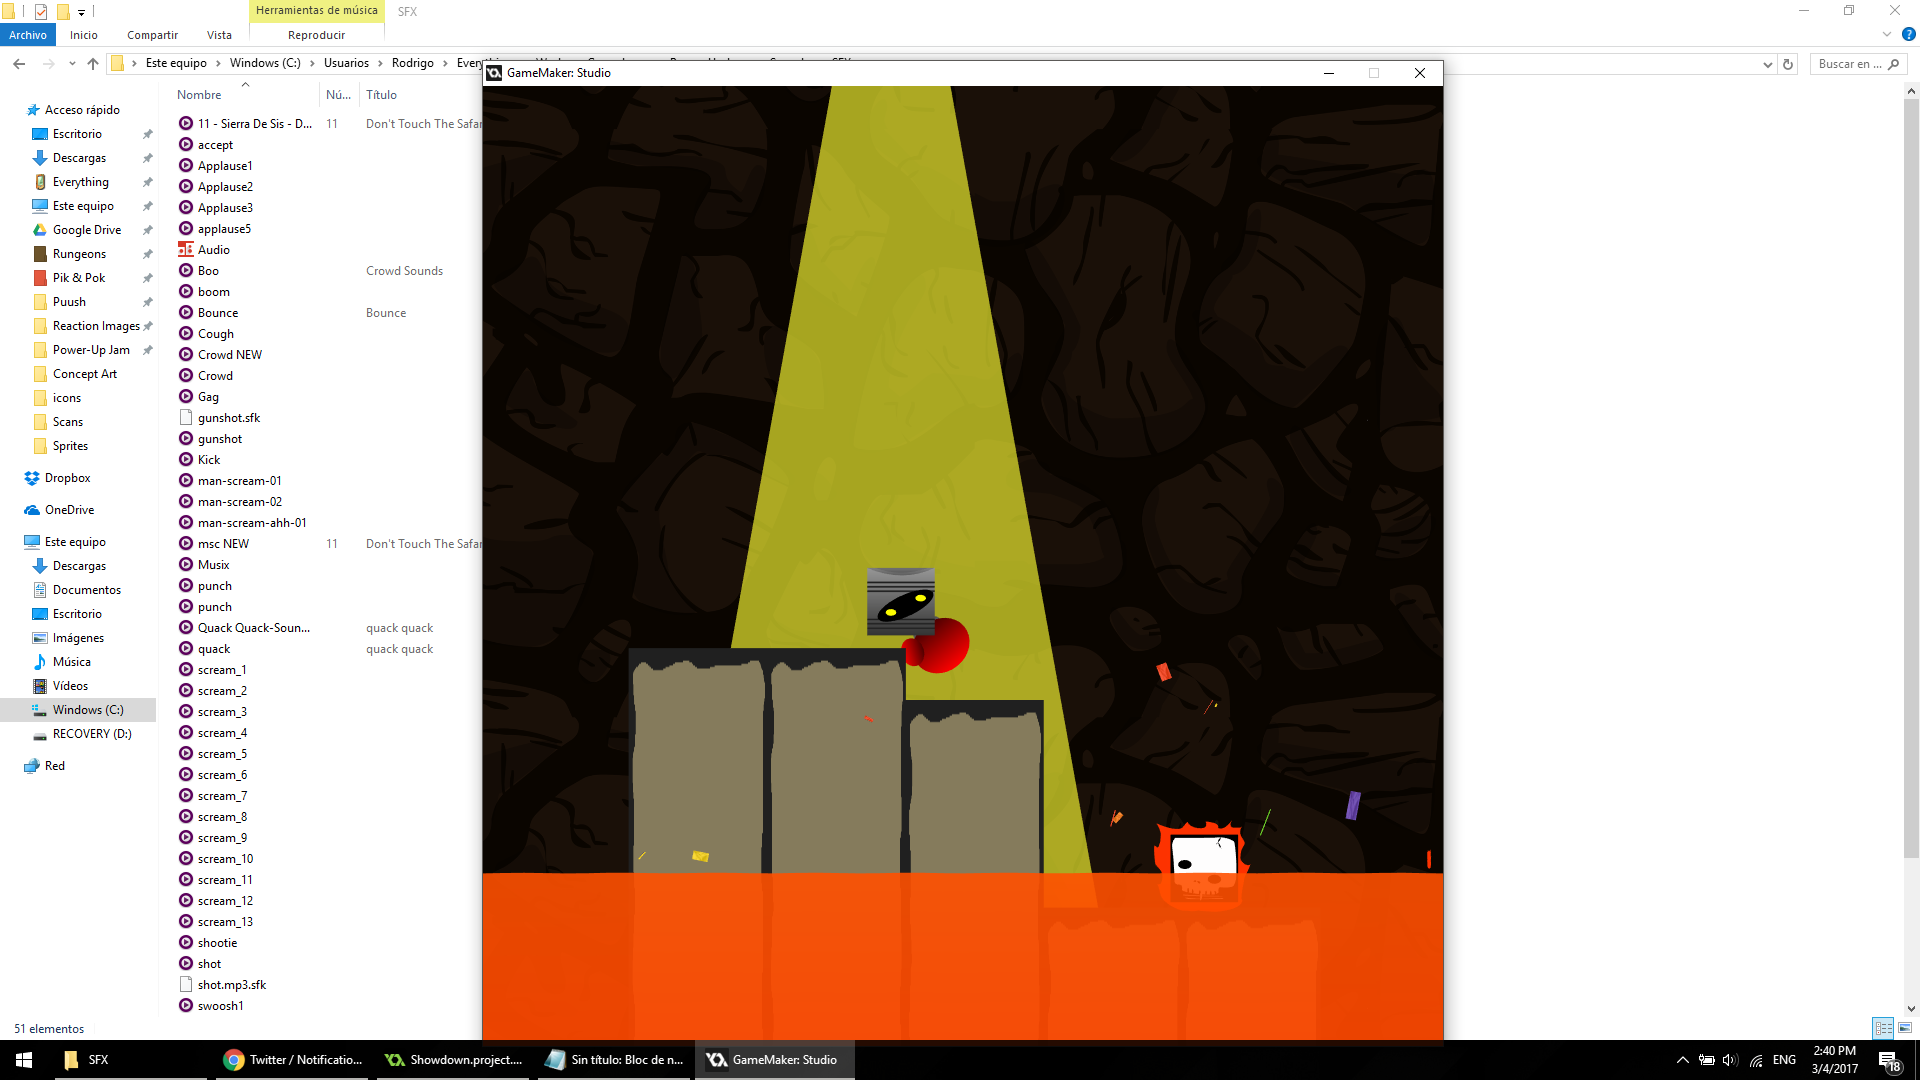 Herramientas de música
SFX
Archivo
Inicio
Compartir
Vista
Reproducir
Este equipo
Windows (C:)
Usuarios
Rodrigo
Buscar en ...
GameMaker: Studio
Nombre
Nú...
Título
Acceso rápido
Escritorio
Descargas
Everything
Este equipo
Google Drive
Rungeons
Pik & Pok
Puush
Reaction Images
Power-Up Jam
Concept Art
icons
Scans
Sprites
Dropbox
OneDrive
Este equipo
Descargas
Documentos
Escritorio
Imágenes
Música
Vídeos
Windows (C:)
RECOVERY (D:)
Red
11 - Sierra De Sis - D... 11 Don't Touch The Safar
accept
Applause1
Applause2
Applause3
applause5
Audio
Boo Crowd Sounds
boom
Bounce Bounce
Cough
Crowd NEW
Crowd
Gag
gunshot.sfk
gunshot
Kick
man-scream-01
man-scream-02
man-scream-ahh-01
msc NEW 11 Don't Touch The Safar
Musix
punch
punch
Quack Quack-Soun... quack quack
quack quack quack
scream_1
scream_2
scream_3
scream_4
scream_5
scream_6
scream_7
scream_8
scream_9
scream_10
scream_11
scream_12
scream_13
shootie
shot
shot.mp3.sfk
swoosh1
51 elementos
SFX
Twitter / Notificatio...
Showdown.project....
Sin título: Bloc de n...
GameMaker: Studio
ENG
2:40 PM
3/4/2017
18